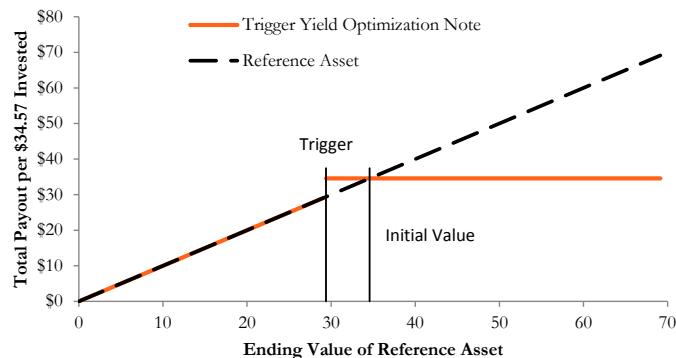 Total Payout per $34.57 Invested
$80
$70
$60
$50
$40
$30
$20
$10
$0
Trigger Yield Optimization Note
Reference Asset
Trigger
Initial Value
0 10 20 30 40 50 60 70
Ending Value of Reference Asset